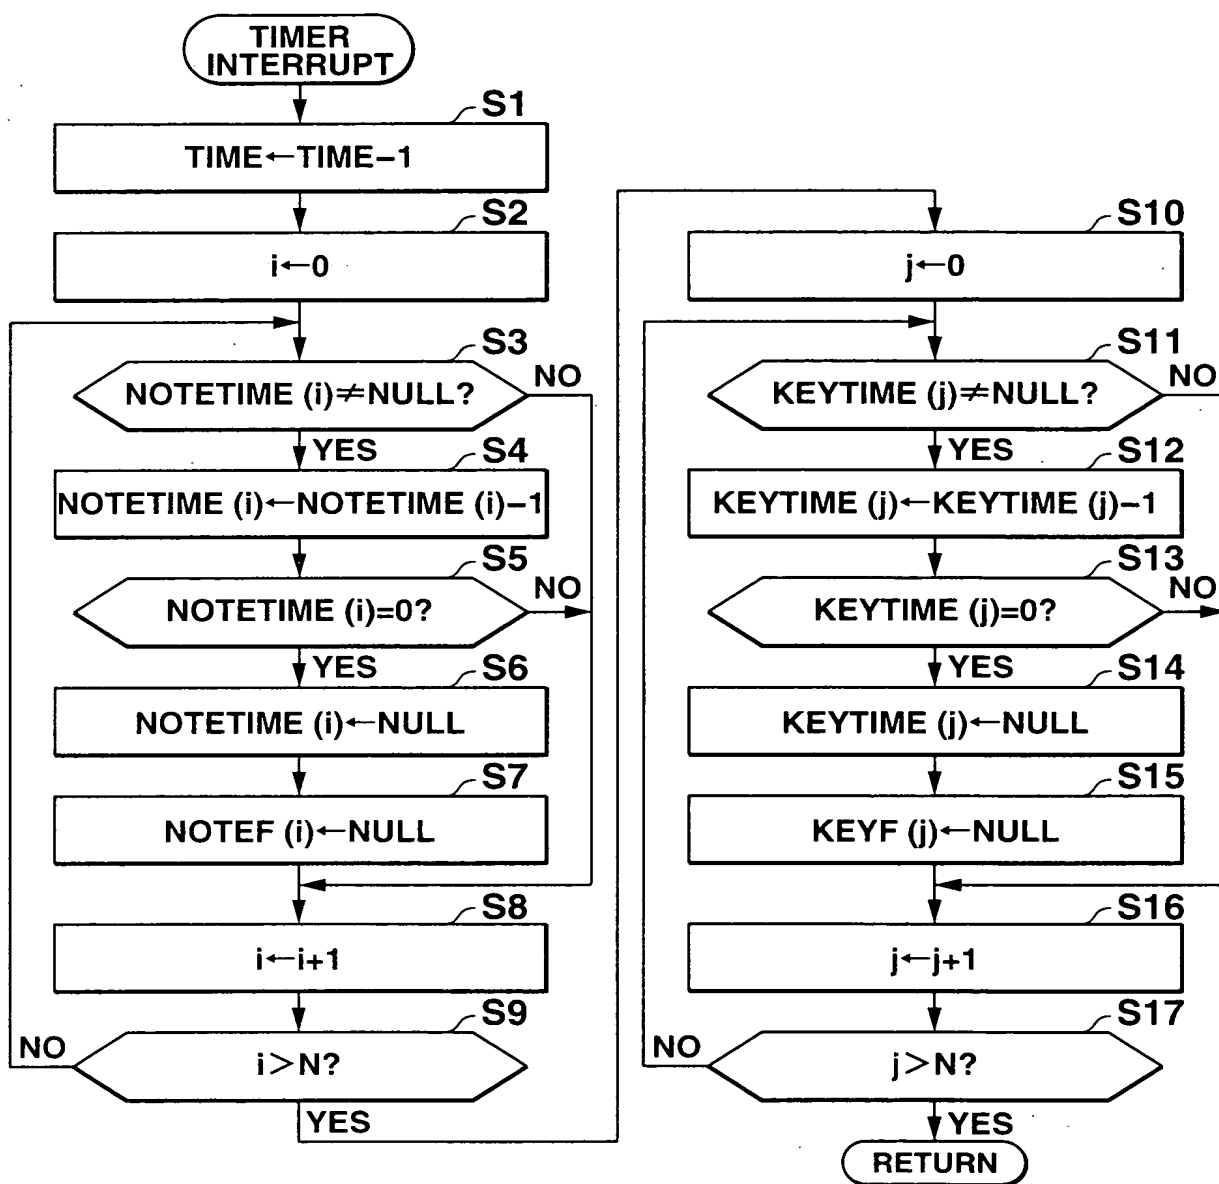 TIMER
INTERRUPT
S1
TIME←TIME−1
S2
i←0
S3
NOTETIME (i)≠NULL?
NO
YES
S4
NOTETIME (i)←NOTETIME (i)−1
S5
NOTETIME (i)=0?
NO
YES
S6
NOTETIME (i)←NULL
S7
NOTEF (i)←NULL
S8
i←i+1
S9
i>N?
NO
YES
S10
j←0
S11
KEYTIME (j)≠NULL?
NO
YES
S12
KEYTIME (j)←KEYTIME (j)−1
S13
KEYTIME (j)=0?
NO
YES
S14
KEYTIME (j)←NULL
S15
KEYF (j)←NULL
S16
j←j+1
S17
j>N?
NO
YES
RETURN